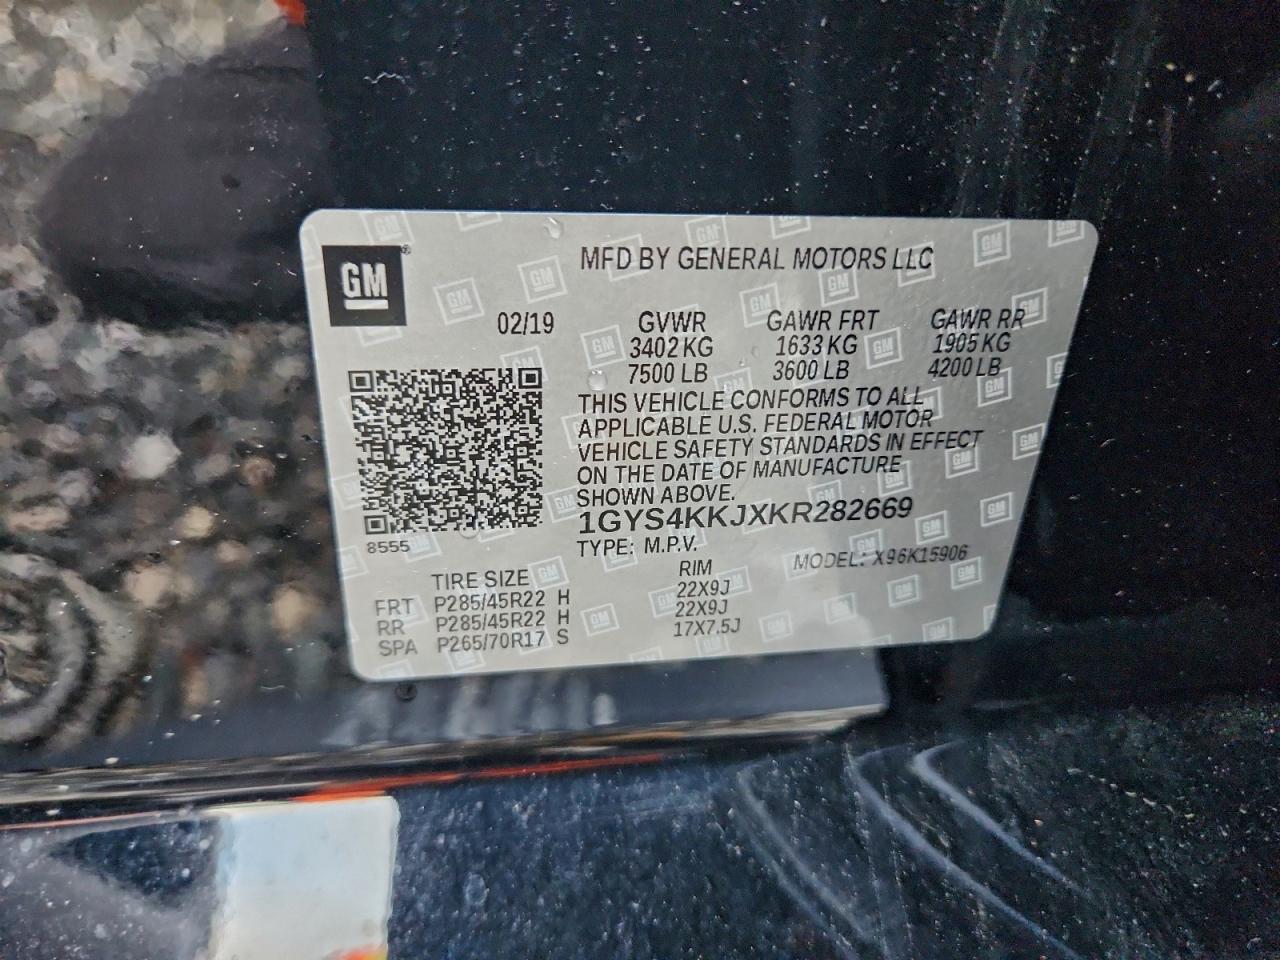 GM
MFD BY GENERAL MOTORS LLC
02/19
GVWR GAWR FRT GAWR RR
3402 KG 1633 KG 1905 KG
7500 LB 3600 LB 4200 LB
THIS VEHICLE CONFORMS TO ALL
APPLICABLE U.S. FEDERAL MOTOR
VEHICLE SAFETY STANDARDS IN EFFECT
ON THE DATE OF MANUFACTURE
SHOWN ABOVE.
1GYS4KKJXKR282669
8555
TYPE: M.P.V. MODEL: X96K15906
TIRE SIZE RIM
FRT P285/45R22 H 22X9J
RR P285/45R22 H 22X9J
SPA P265/70R17 S 17X7.5J